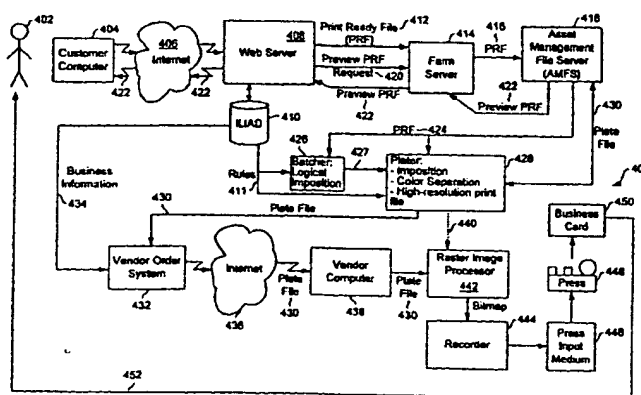 402
Customer
Computer
404
406
Internet
422
422
Web Server
408
Print Ready File
(PRF)
412
Preview PRF
Request
420
Preview PRF
422
414
Farm
Server
416
PRF
418
Asset
Management
File Server
(AMFS)
422
Preview PRF
430
Plate
File
ILIAD
410
PRF
424
426
Batcher:
Logical
Imposition
427
Rules
411
Plator:
- Imposition
- Color Separation
- High-resolution print
file
428
Business
Information
434
430
Plate File
440
450
Business
Card
Vendor Order
System
432
Internet
436
Plate
File
430
Vendor
Computer
438
Plate
File
430
Raster Image
Processor
442
Bitmap
Recorder
444
Press
448
Press
Input
Medium
446
452